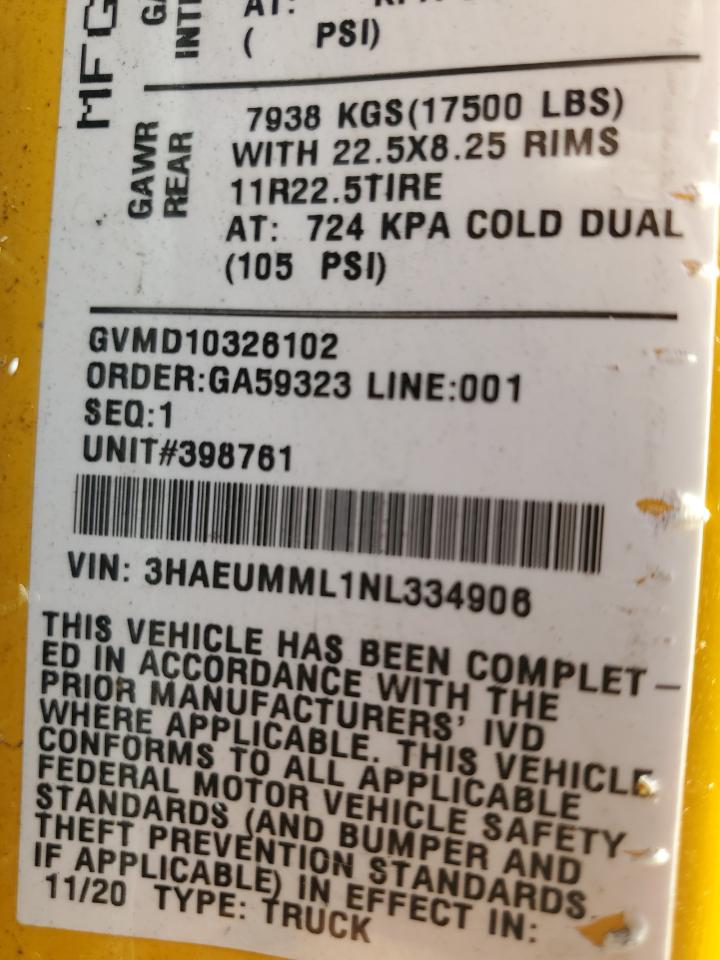 MFG
AT:
( PSI)
GAWR REAR
7938 KGS(17500 LBS)
WITH 22.5X8.25 RIMS
11R22.5TIRE
AT: 724 KPA COLD DUAL
(105 PSI)
GVMD10326102
ORDER:GA59323 LINE:001
SEQ:1
UNIT#398761
VIN: 3HAEUMML1NL334906
THIS VEHICLE HAS BEEN COMPLET-
ED IN ACCORDANCE WITH THE
PRIOR MANUFACTURERS' IVD
WHERE APPLICABLE. THIS VEHICLE
CONFORMS TO ALL APPLICABLE
FEDERAL MOTOR VEHICLE SAFETY
STANDARDS (AND BUMPER AND
THEFT PREVENTION STANDARDS
IF APPLICABLE) IN EFFECT IN:
11/20 TYPE: TRUCK